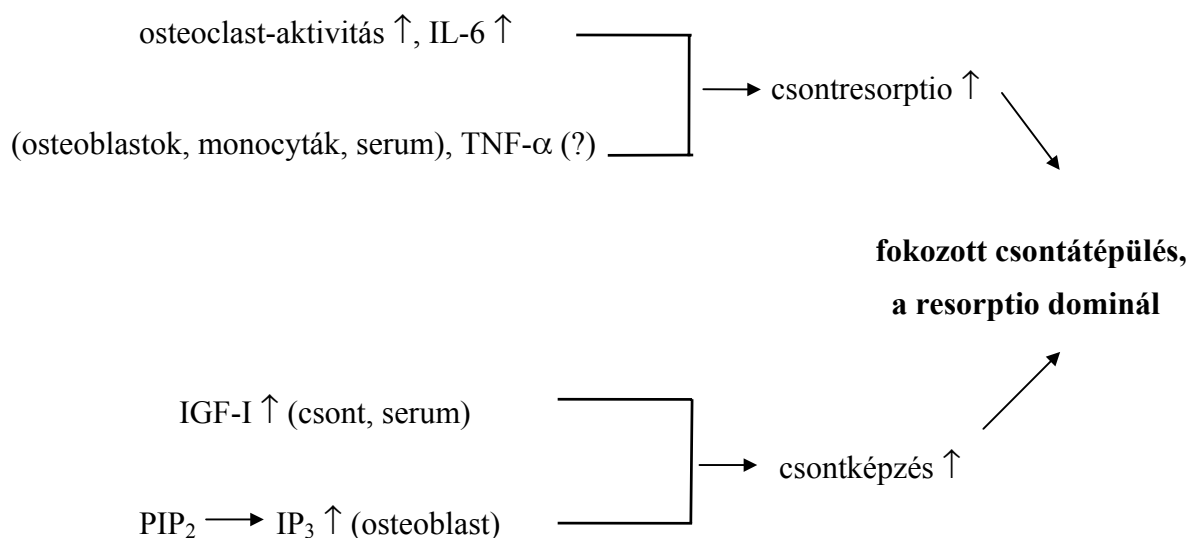 osteoclast-aktivitás ↑, IL-6 ↑
(osteoblastok, monocyták, serum), TNF-α (?)
csontresorptio ↑
fokozott csontátépülés,
a resorptio dominál
IGF-I ↑ (csont, serum)
PIP₂ → IP₃ ↑ (osteoblast)
csontképzés ↑